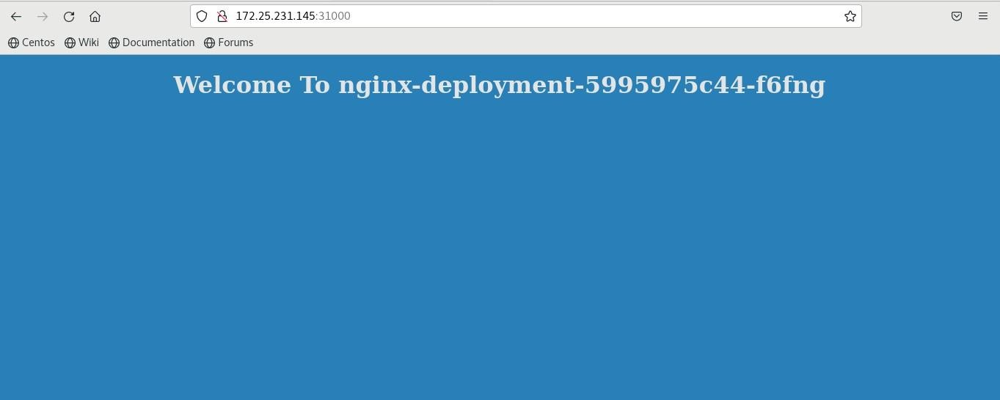 172.25.231.145:31000
Centos Wiki Documentation Forums
Welcome To nginx-deployment-5995975c44-f6fng